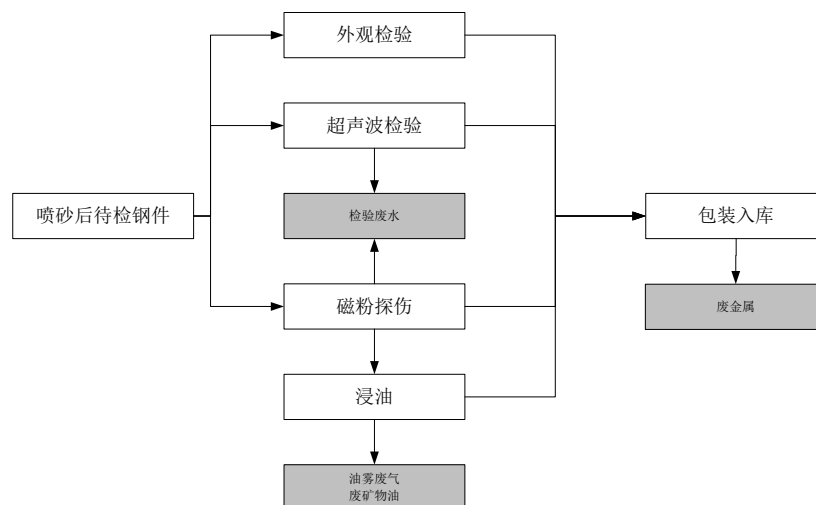 外观检验
超声波检验
喷砂后待检钢件
检验废水
包装入库
磁粉探伤
废金属
浸油
油雾废气
废矿物油